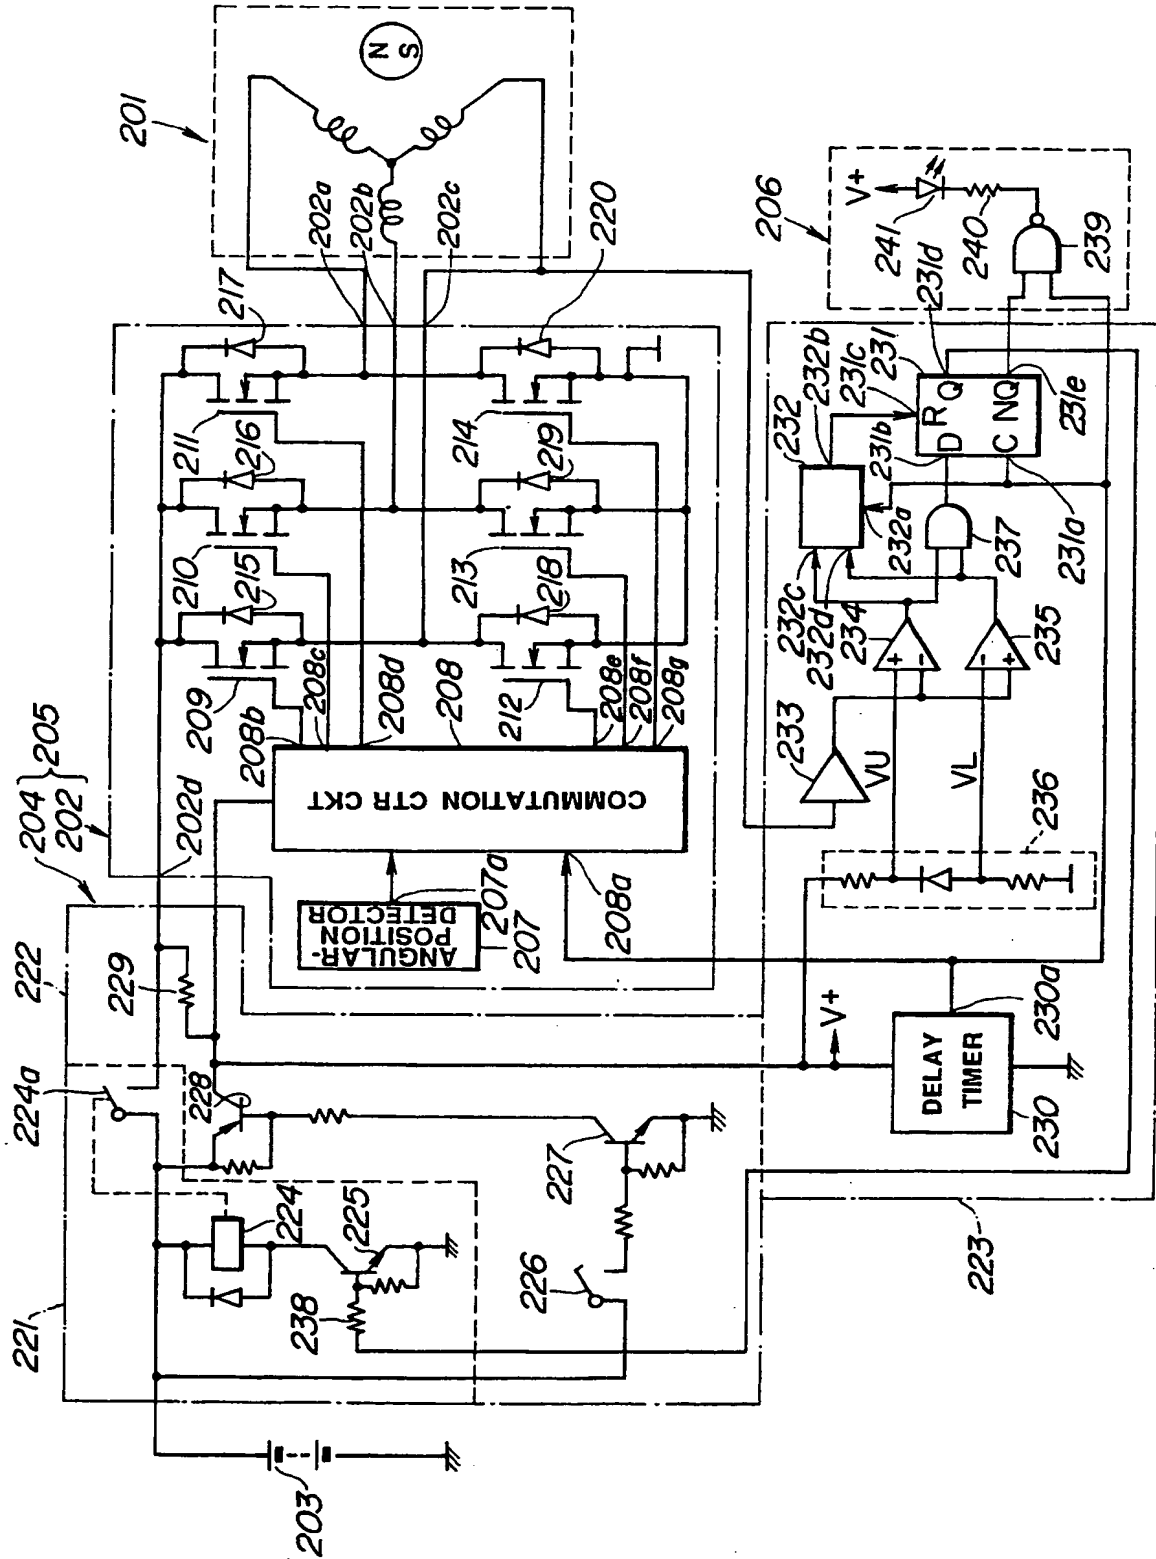 201
N
S
202a
202b
202c
217
220
211
216
214
219
210
215
213
218
209
208c
208b
208d
208
208e
208f
208g
212
COMMUTATION CTR CKT
204
202
205
202d
ANGULAR-
POSITION
DETECTOR
207a
207
208a
222
229
224a
228
221
224
225
238
227
226
203
223
DELAY
TIMER
230
230a
V+
236
VU
VL
233
234
235
237
232
232a
232b
232c
232d
231
231a
231b
231c
231d
231e
D
R
Q
C
NQ
206
V+
241
240
239